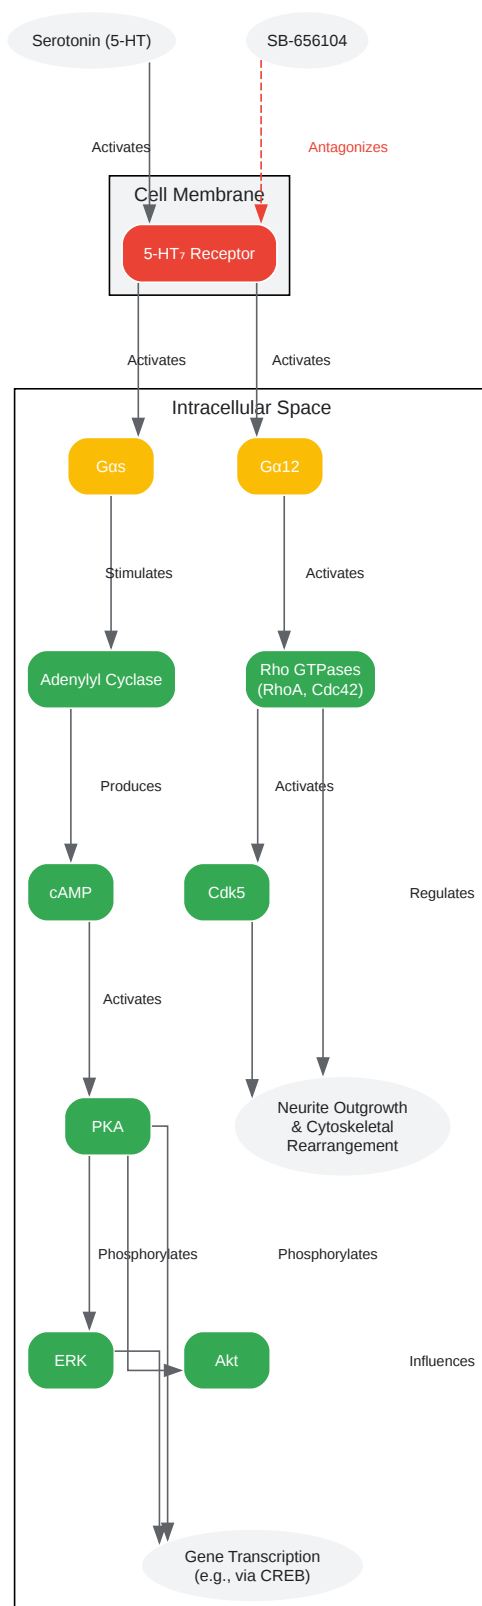 Serotonin (5-HT)
SB-656104
Activates
Antagonizes
Cell Membrane
5-HT₇ Receptor
Activates
Activates
Intracellular Space
Gαs
Gα12
Stimulates
Activates
Adenylyl Cyclase
Rho GTPases
(RhoA, Cdc42)
Produces
Activates
cAMP
Cdk5
Regulates
Activates
PKA
Neurite Outgrowth
& Cytoskeletal
Rearrangement
Phosphorylates
Phosphorylates
ERK
Akt
Influences
Gene Transcription
(e.g., via CREB)